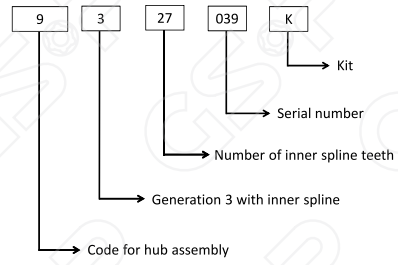 9 3 27 039 K
Kit
Serial number
Number of inner spline teeth
Generation 3 with inner spline
Code for hub assembly